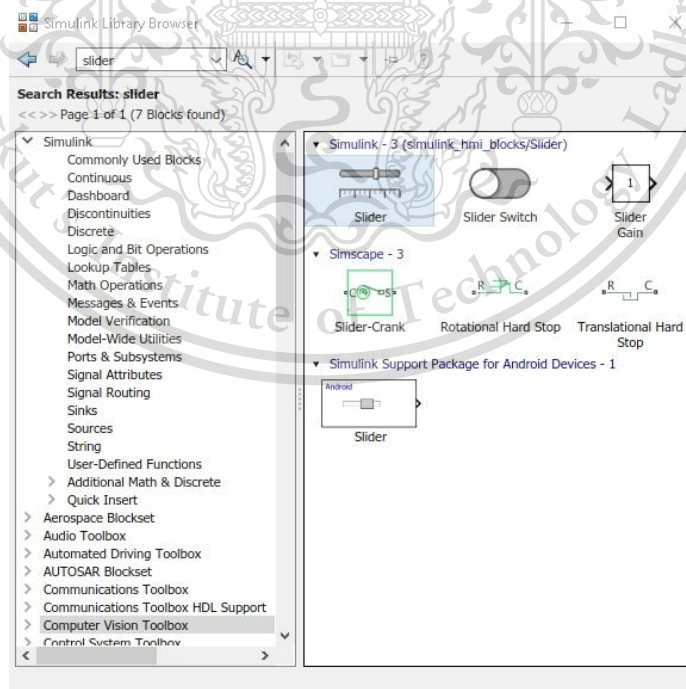 Simulink Library Browser
slider
Search Results: slider
<< >> Page 1 of 1 (7 Blocks found)
Simulink
Commonly Used Blocks
Continuous
Dashboard
Discontinuities
Discrete
Logic and Bit Operations
Lookup Tables
Math Operations
Messages & Events
Model Verification
Model-Wide Utilities
Ports & Subsystems
Signal Attributes
Signal Routing
Sinks
Sources
String
User-Defined Functions
Additional Math & Discrete
Quick Insert
Aerospace Blockset
Audio Toolbox
Automated Driving Toolbox
AUTOSAR Blockset
Communications Toolbox
Communications Toolbox HDL Support
Computer Vision Toolbox
Control System Toolbox
Simulink - 3 (simulink_hmi_blocks/Slider)
1
Slider Slider Switch Slider
Gain
Simscape - 3
C S R C R C
Slider-Crank Rotational Hard Stop Translational Hard
Stop
Simulink Support Package for Android Devices - 1
Android
Slider
Institute of Technology Lad